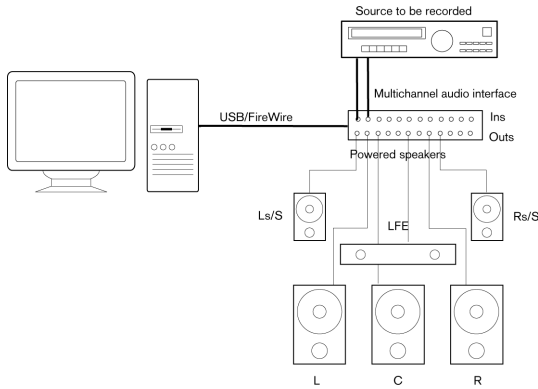 Source to be recorded
Multichannel audio interface
USB/FireWire
Ins
Outs
Powered speakers
Ls/S
Rs/S
LFE
L
C
R